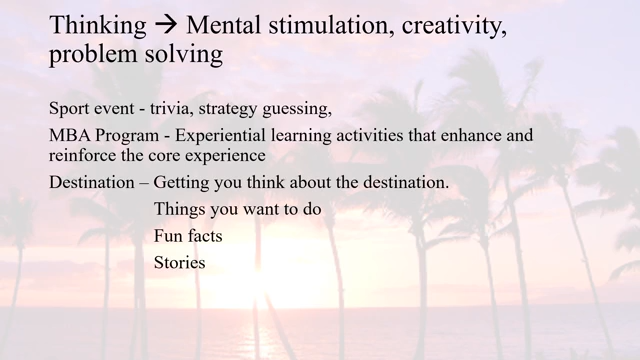 Thinking → Mental stimulation, creativity,
problem solving
Sport event - trivia, strategy guessing,
MBA Program - Experiential learning activities that enhance and
reinforce the core experience
Destination – Getting you think about the destination.
Things you want to do
Fun facts
Stories